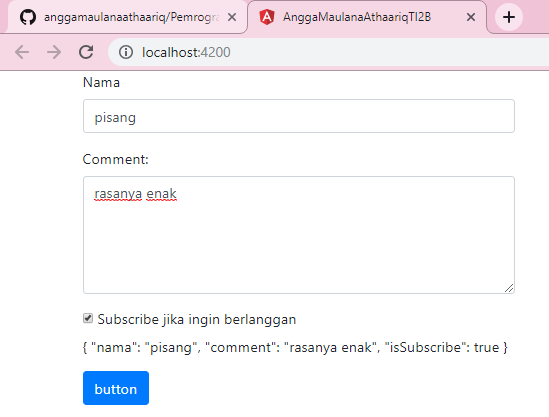 anggamaulanaathaariq/Pemrogra
AnggaMaulanaAthaariqTI2B
localhost:4200
Nama
pisang
Comment:
rasanya enak
Subscribe jika ingin berlanggan
{ "nama": "pisang", "comment": "rasanya enak", "isSubscribe": true }
button